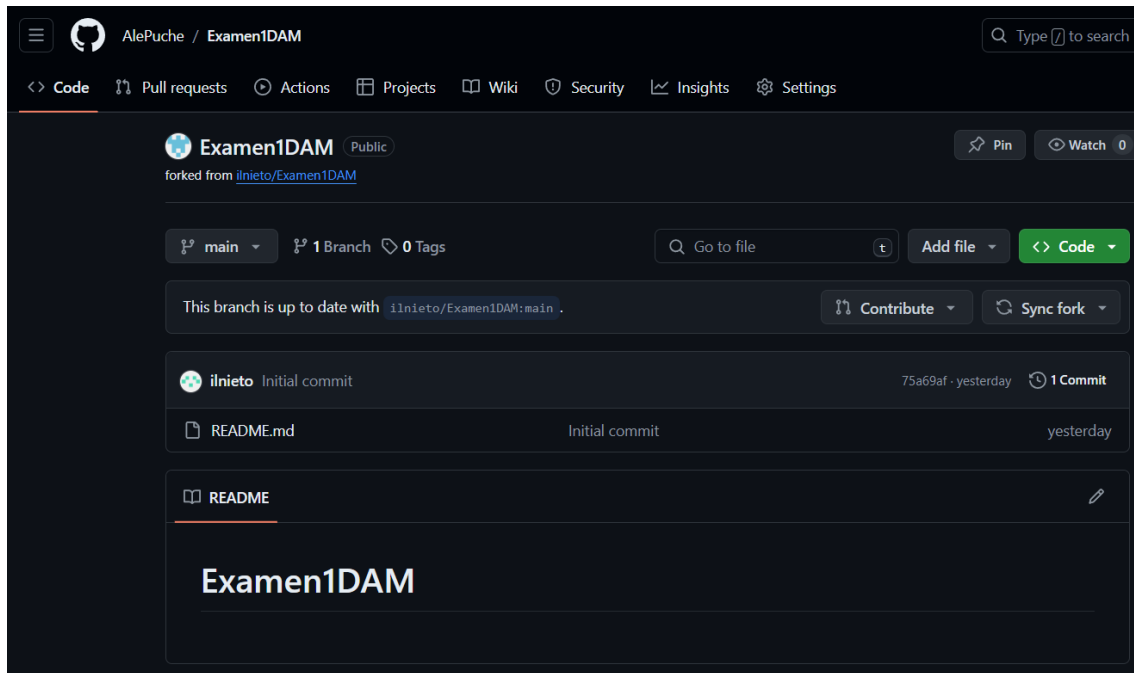 AlePuche / Examen1DAM
Type / to search
<> Code Pull requests Actions Projects Wiki Security Insights Settings
Examen1DAM Public
Pin Watch 0
forked from ilnieto/Examen1DAM
main 1 Branch 0 Tags Go to file t Add file <> Code
This branch is up to date with ilnieto/Examen1DAM:main . Contribute Sync fork
ilnieto Initial commit 75a69af · yesterday 1 Commit
README.md Initial commit yesterday
README
Examen1DAM